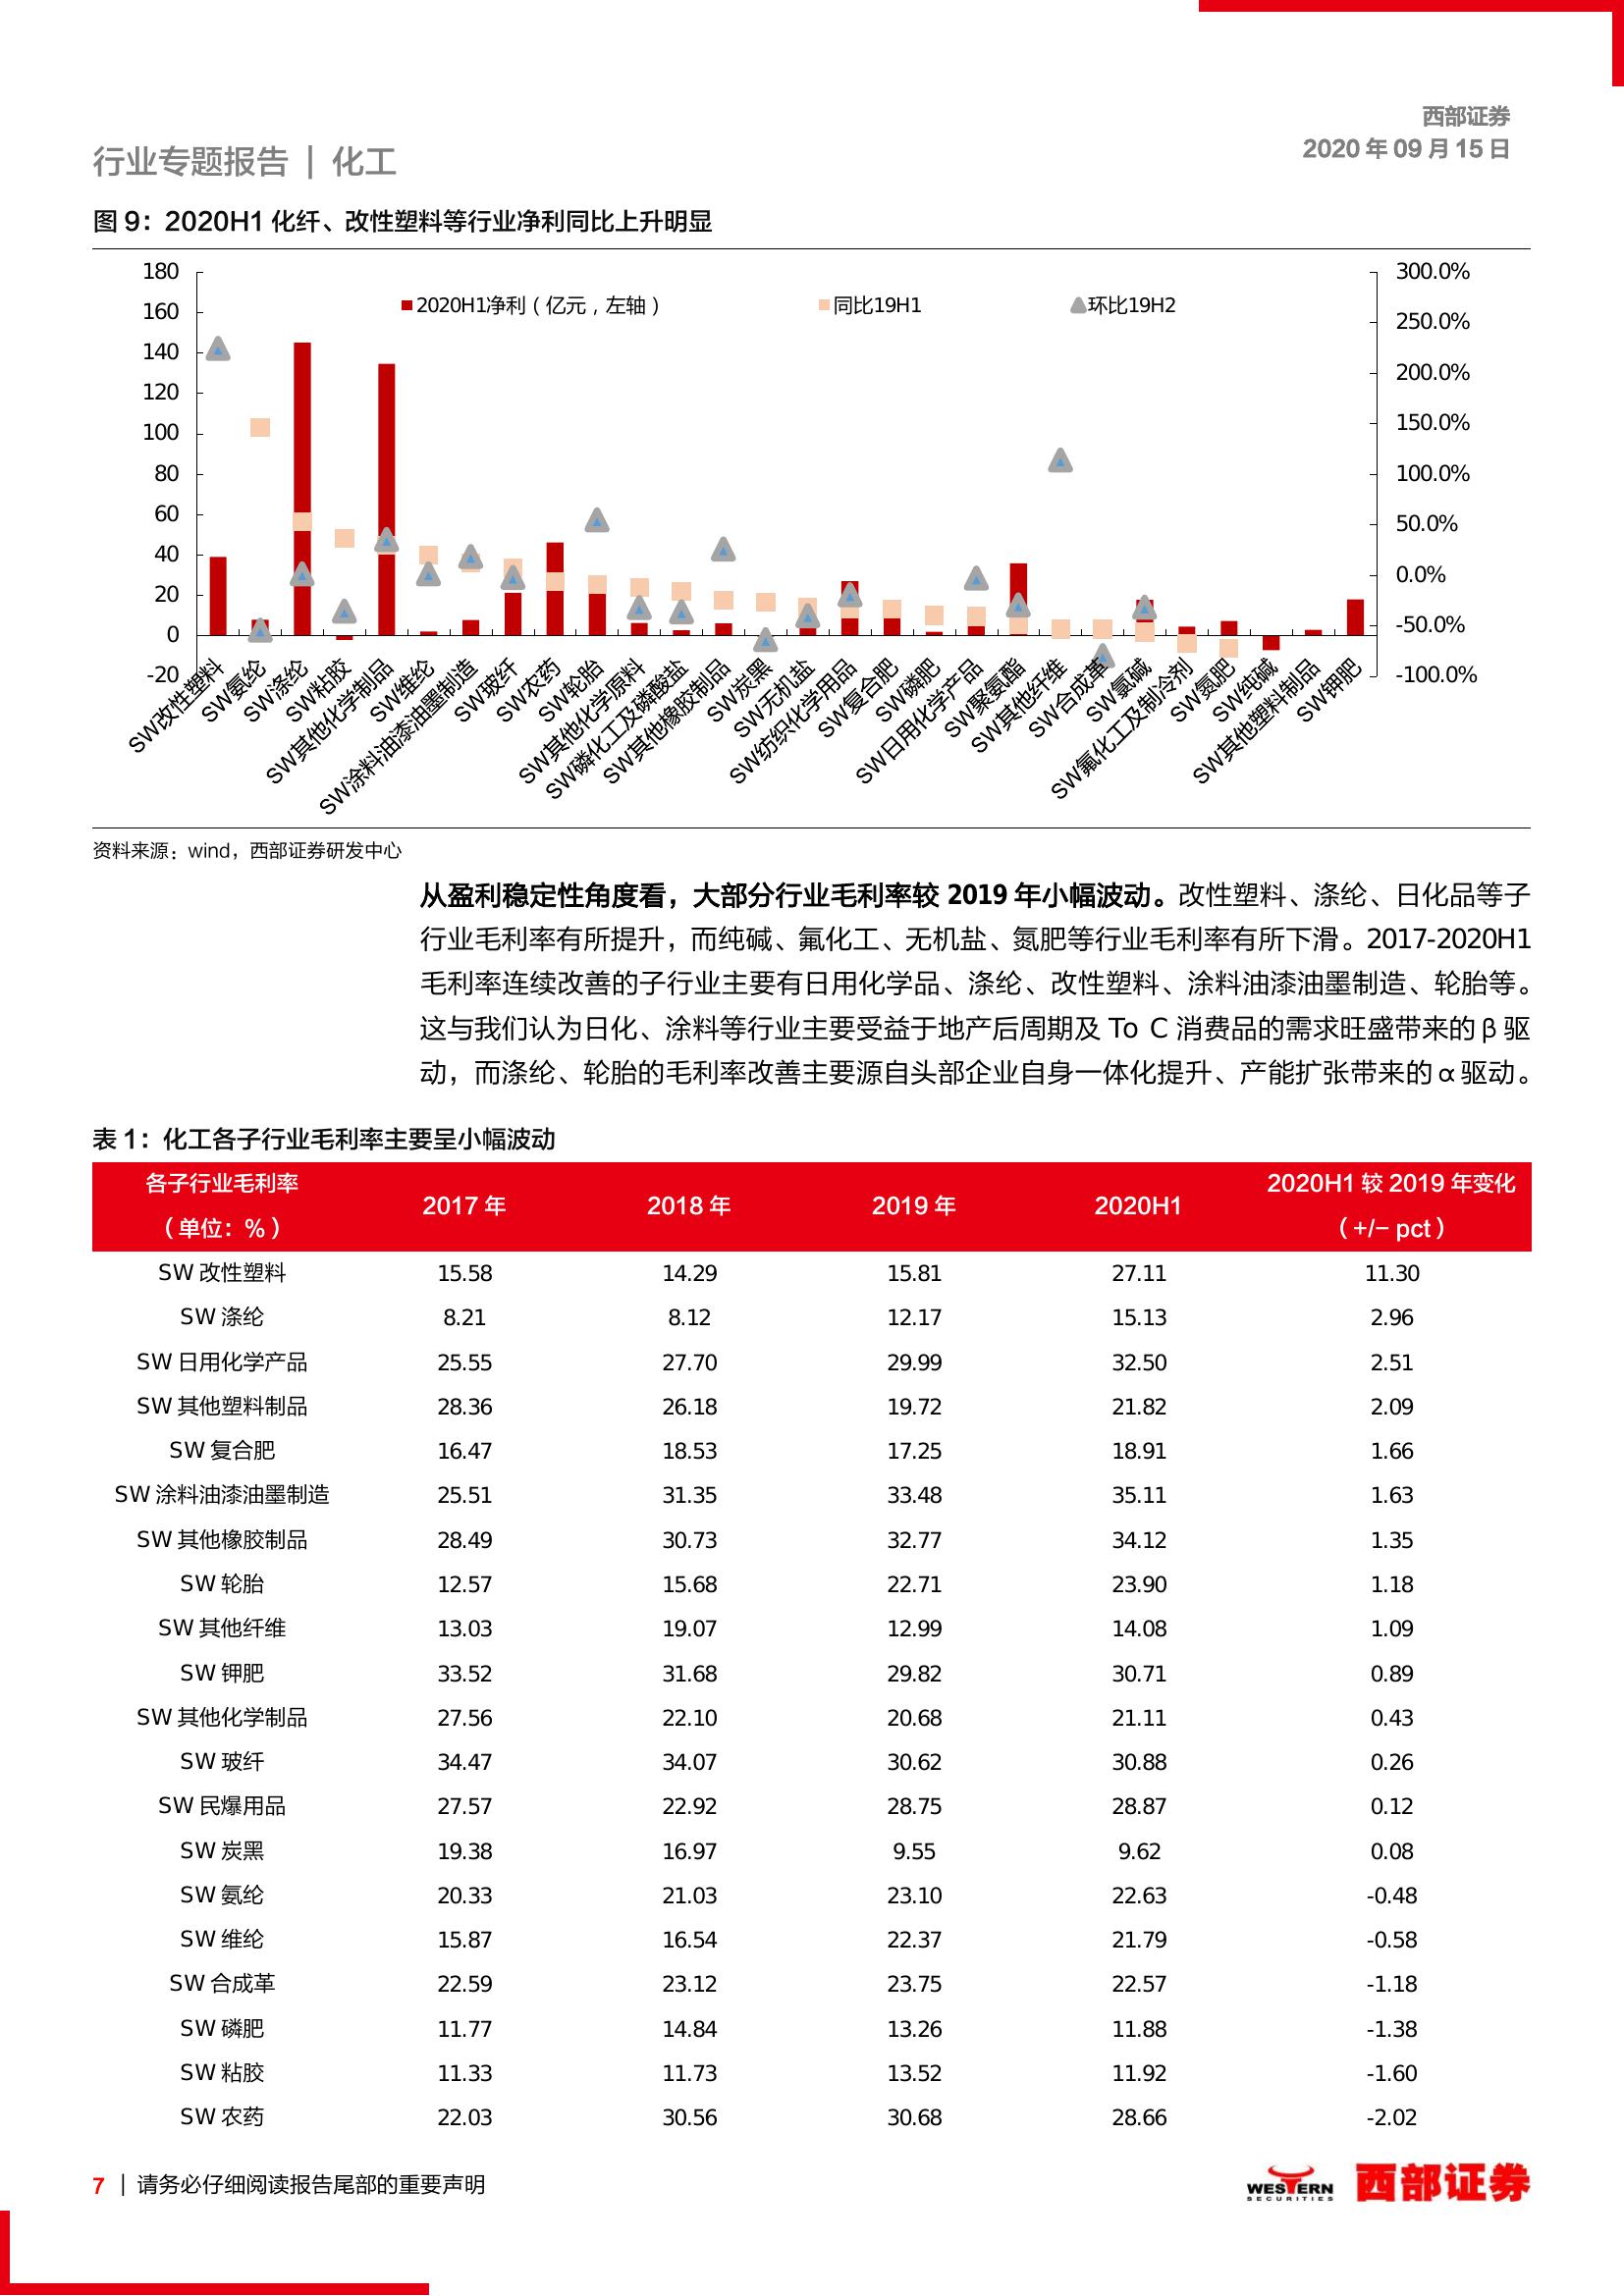 西部证券
2020 年 09 月 15 日
行业专题报告 | 化工
图 9：2020H1 化纤、改性塑料等行业净利同比上升明显
2020H1净利（亿元，左轴）
同比19H1
环比19H2
180
160
140
120
100
80
60
40
20
0
-20
300.0%
250.0%
200.0%
150.0%
100.0%
50.0%
0.0%
-50.0%
-100.0%
SW改性塑料
SW氨纶
SW涤纶
SW粘胶
SW其他化学制品
SW维纶
SW涂料油漆油墨制造
SW玻纤
SW农药
SW轮胎
SW其他化学原料
SW磷化工及磷酸盐
SW其他橡胶制品
SW炭黑
SW无机盐
SW纺织化学用品
SW复合肥
SW磷肥
SW日用化学产品
SW聚氨酯
SW其他纤维
SW合成革
SW氯碱
SW氟化工及制冷剂
SW氮肥
SW纯碱
SW其他塑料制品
SW钾肥
资料来源：wind，西部证券研发中心
从盈利稳定性角度看，大部分行业毛利率较 2019 年小幅波动。改性塑料、涤纶、日化品等子
行业毛利率有所提升，而纯碱、氟化工、无机盐、氮肥等行业毛利率有所下滑。2017-2020H1
毛利率连续改善的子行业主要有日用化学品、涤纶、改性塑料、涂料油漆油墨制造、轮胎等。
这与我们认为日化、涂料等行业主要受益于地产后周期及 To C 消费品的需求旺盛带来的 β 驱
动，而涤纶、轮胎的毛利率改善主要源自头部企业自身一体化提升、产能扩张带来的 α 驱动。
表 1：化工各子行业毛利率主要呈小幅波动
各子行业毛利率（单位：%） 2017 年 2018 年 2019 年 2020H1 2020H1 较 2019 年变化（+/− pct）
SW 改性塑料 15.58 14.29 15.81 27.11 11.30
SW 涤纶 8.21 8.12 12.17 15.13 2.96
SW 日用化学产品 25.55 27.70 29.99 32.50 2.51
SW 其他塑料制品 28.36 26.18 19.72 21.82 2.09
SW 复合肥 16.47 18.53 17.25 18.91 1.66
SW 涂料油漆油墨制造 25.51 31.35 33.48 35.11 1.63
SW 其他橡胶制品 28.49 30.73 32.77 34.12 1.35
SW 轮胎 12.57 15.68 22.71 23.90 1.18
SW 其他纤维 13.03 19.07 12.99 14.08 1.09
SW 钾肥 33.52 31.68 29.82 30.71 0.89
SW 其他化学制品 27.56 22.10 20.68 21.11 0.43
SW 玻纤 34.47 34.07 30.62 30.88 0.26
SW 民爆用品 27.57 22.92 28.75 28.87 0.12
SW 炭黑 19.38 16.97 9.55 9.62 0.08
SW 氨纶 20.33 21.03 23.10 22.63 -0.48
SW 维纶 15.87 16.54 22.37 21.79 -0.58
SW 合成革 22.59 23.12 23.75 22.57 -1.18
SW 磷肥 11.77 14.84 13.26 11.88 -1.38
SW 粘胶 11.33 11.73 13.52 11.92 -1.60
SW 农药 22.03 30.56 30.68 28.66 -2.02
7 | 请务必仔细阅读报告尾部的重要声明
WESTERN
SECURITIES
西部证券